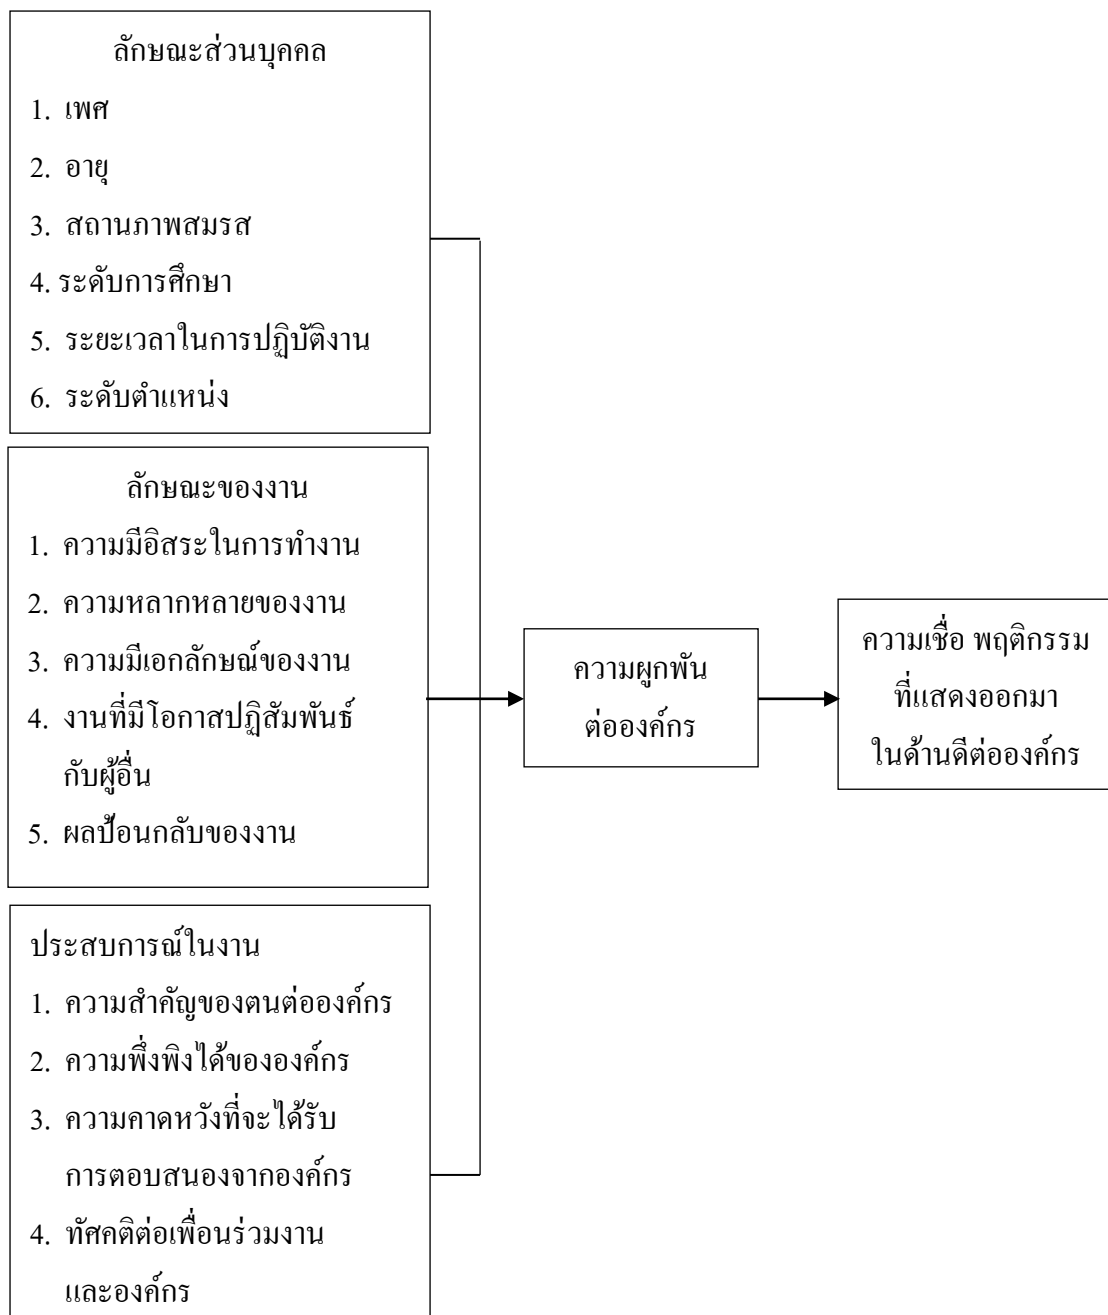 ลักษณะส่วนบุคคล
1. เพศ
2. อายุ
3. สถานภาพสมรส
4. ระดับการศึกษา
5. ระยะเวลาในการปฏิบัติงาน
6. ระดับตำแหน่ง
ลักษณะของงาน
1. ความมีอิสระในการทำงาน
2. ความหลากหลายของงาน
3. ความมีเอกลักษณ์ของงาน
4. งานที่มีโอกาสปฏิสัมพันธ์
กับผู้อื่น
5. ผลป้อนกลับของงาน
ประสบการณ์ในงาน
1. ความสำคัญของตนต่อองค์กร
2. ความพึ่งพิงได้ขององค์กร
3. ความคาดหวังที่จะได้รับ
การตอบสนองจากองค์กร
4. ทัศคติต่อเพื่อนร่วมงาน
และองค์กร
ความผูกพัน
ต่อองค์กร
ความเชื่อ พฤติกรรม
ที่แสดงออกมา
ในด้านดีต่อองค์กร